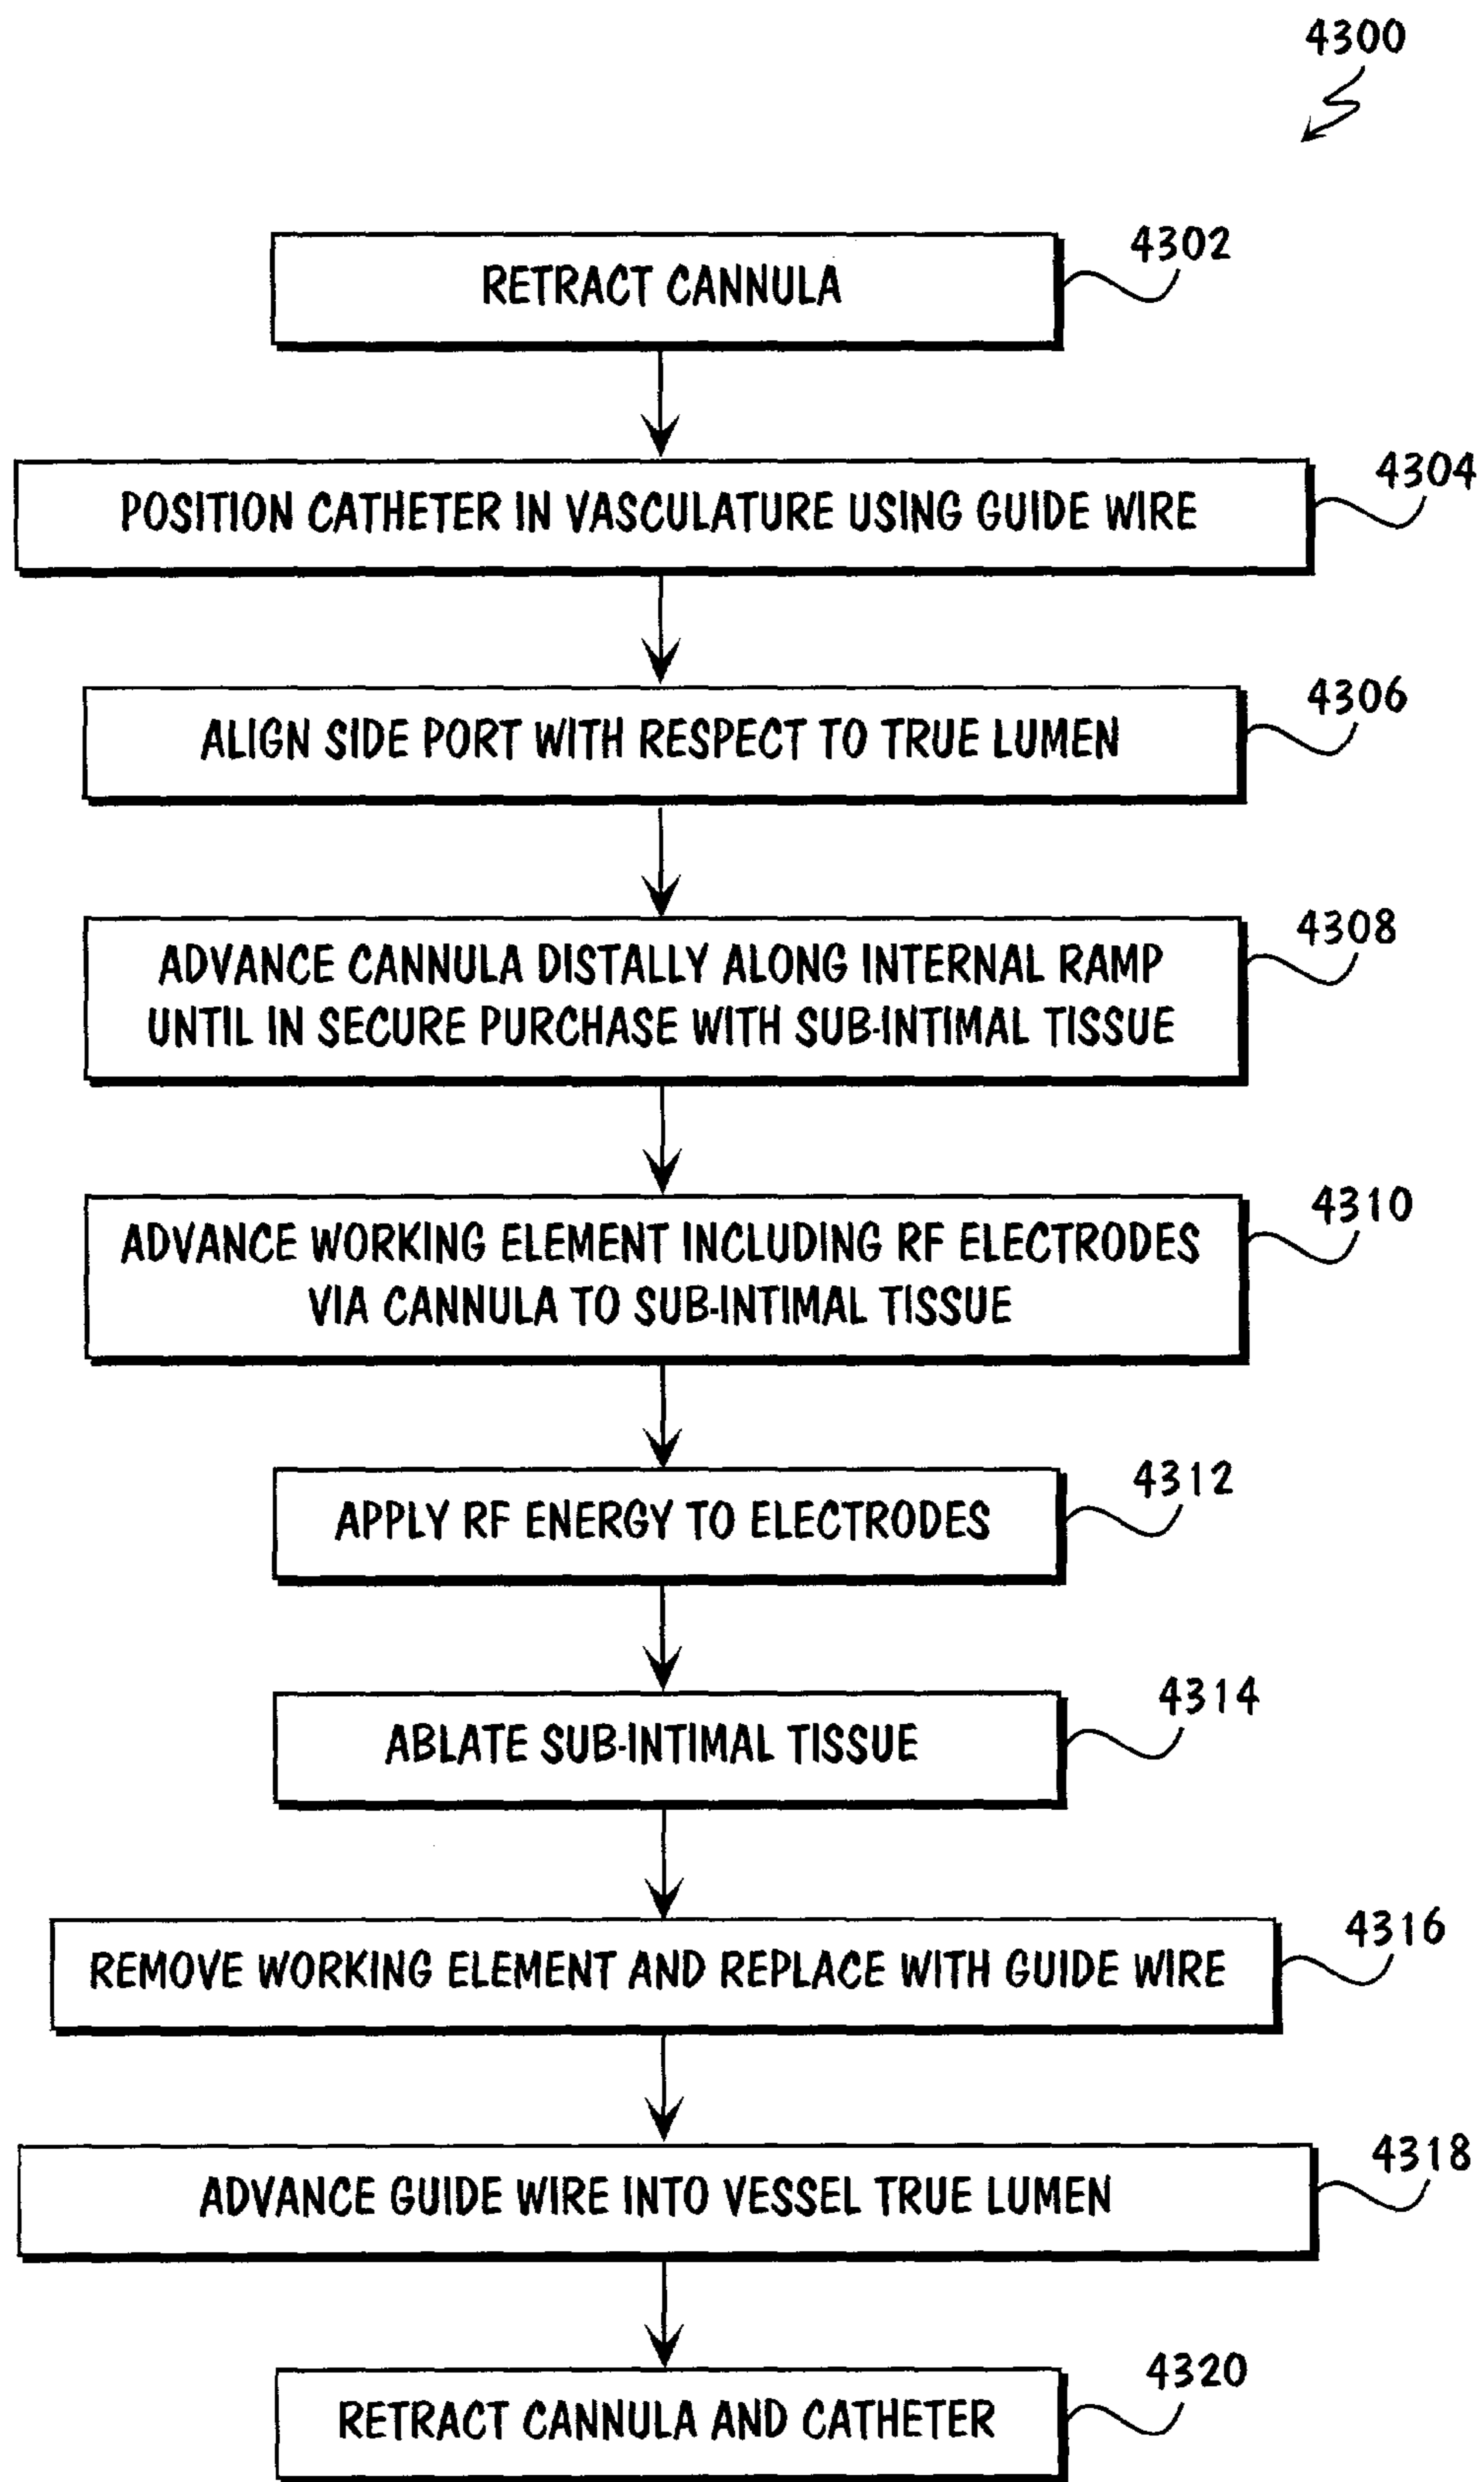 4300
RETRACT CANNULA
4302
POSITION CATHETER IN VASCULATURE USING GUIDE WIRE
4304
ALIGN SIDE PORT WITH RESPECT TO TRUE LUMEN
4306
ADVANCE CANNULA DISTALLY ALONG INTERNAL RAMP
UNTIL IN SECURE PURCHASE WITH SUB-INTIMAL TISSUE
4308
ADVANCE WORKING ELEMENT INCLUDING RF ELECTRODES
VIA CANNULA TO SUB-INTIMAL TISSUE
4310
APPLY RF ENERGY TO ELECTRODES
4312
ABLATE SUB-INTIMAL TISSUE
4314
REMOVE WORKING ELEMENT AND REPLACE WITH GUIDE WIRE
4316
ADVANCE GUIDE WIRE INTO VESSEL TRUE LUMEN
4318
RETRACT CANNULA AND CATHETER
4320